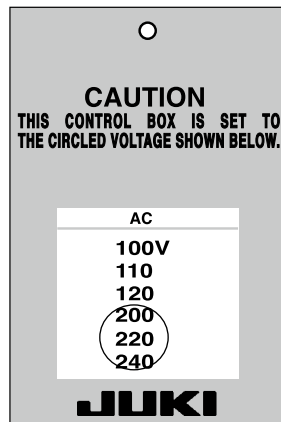 CAUTION
THIS CONTROL BOX IS SET TO
THE CIRCLED VOLTAGE SHOWN BELOW.
AC
100V
110
120
200
220
240
JUKI